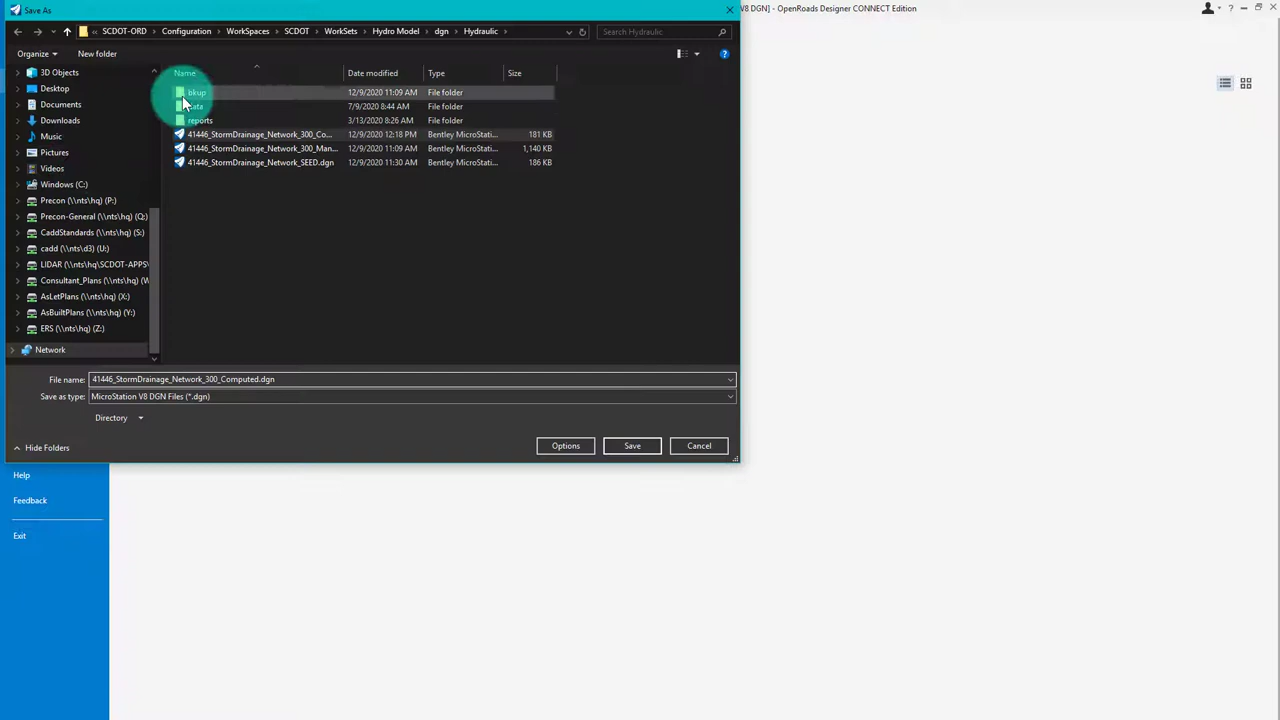 Save As
V8 DGN] - OpenRoads Designer CONNECT Edition
« SCDOT-ORD > Configuration > WorkSpaces > SCDOT > WorkSets > Hydro Model > dgn > Hydraulic >
Search Hydraulic
Organize
New folder
Name Date modified Type Size
3D Objects
Desktop
Documents
Downloads
Music
Pictures
Videos
Windows (C:)
Precon (\\nts\hq) (P:)
Precon-General (\\nts\hq) (Q:)
CaddStandards (\\nts\hq) (S:)
cadd (\\nts\d3) (U:)
LIDAR (\\nts\hq\SCDOT-APPS\
Consultant_Plans (\\nts\hq) (W
AsLetPlans (\\nts\hq) (X:)
AsBuiltPlans (\\nts\hq) (Y:)
ERS (\\nts\hq) (Z:)
Network
bkup 12/9/2020 11:09 AM File folder
data 7/9/2020 8:44 AM File folder
reports 3/13/2020 8:26 AM File folder
41446_StormDrainage_Network_300_Co... 12/9/2020 12:18 PM Bentley MicroStati... 181 KB
41446_StormDrainage_Network_300_Man... 12/9/2020 11:09 AM Bentley MicroStati... 1,140 KB
41446_StormDrainage_Network_SEED.dgn 12/9/2020 11:30 AM Bentley MicroStati... 186 KB
File name: 41446_StormDrainage_Network_300_Computed.dgn
Save as type: MicroStation V8 DGN Files (*.dgn)
Directory
Hide Folders
Options
Save
Cancel
Help
Feedback
Exit